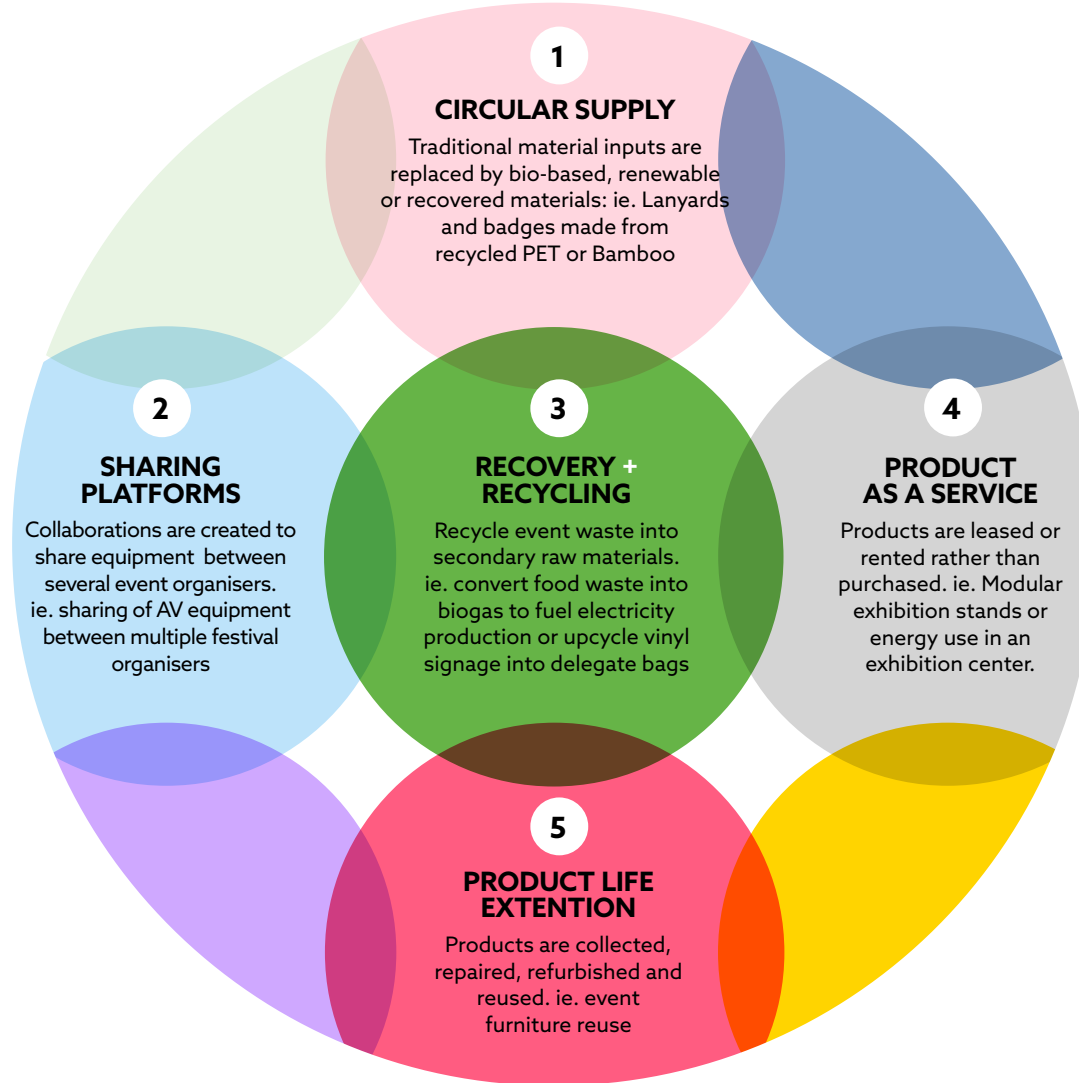 1
CIRCULAR SUPPLY
Traditional material inputs are
replaced by bio-based, renewable
or recovered materials: ie. Lanyards
and badges made from
recycled PET or Bamboo
2
SHARING
PLATFORMS
Collaborations are created to
share equipment between
several event organisers.
ie. sharing of AV equipment
between multiple festival
organisers
3
RECOVERY +
RECYCLING
Recycle event waste into
secondary raw materials.
ie. convert food waste into
biogas to fuel electricity
production or upcycle vinyl
signage into delegate bags
4
PRODUCT
AS A SERVICE
Products are leased or
rented rather than
purchased. ie. Modular
exhibition stands or
energy use in an
exhibition center.
5
PRODUCT LIFE
EXTENTION
Products are collected,
repaired, refurbished and
reused. ie. event
furniture reuse